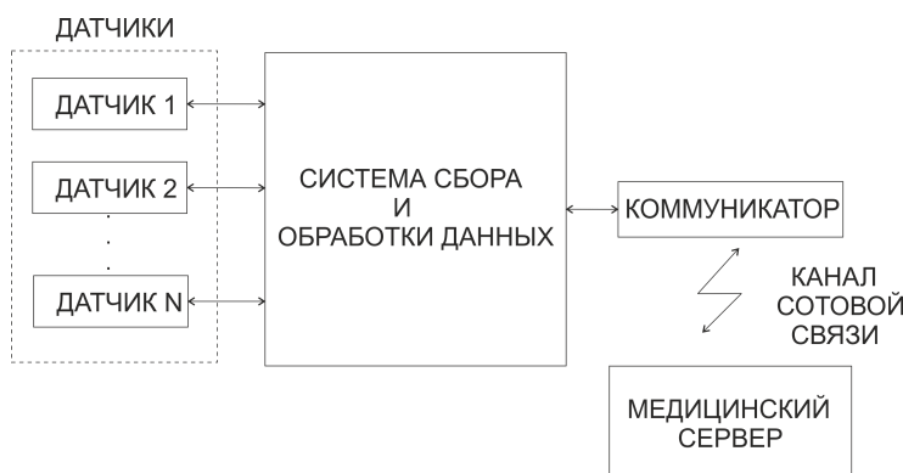 ДАТЧИКИ
ДАТЧИК 1
ДАТЧИК 2
ДАТЧИК N
СИСТЕМА СБОРА
И
ОБРАБОТКИ ДАННЫХ
КОММУНИКАТОР
КАНАЛ
СОТОВОЙ
СВЯЗИ
МЕДИЦИНСКИЙ
СЕРВЕР